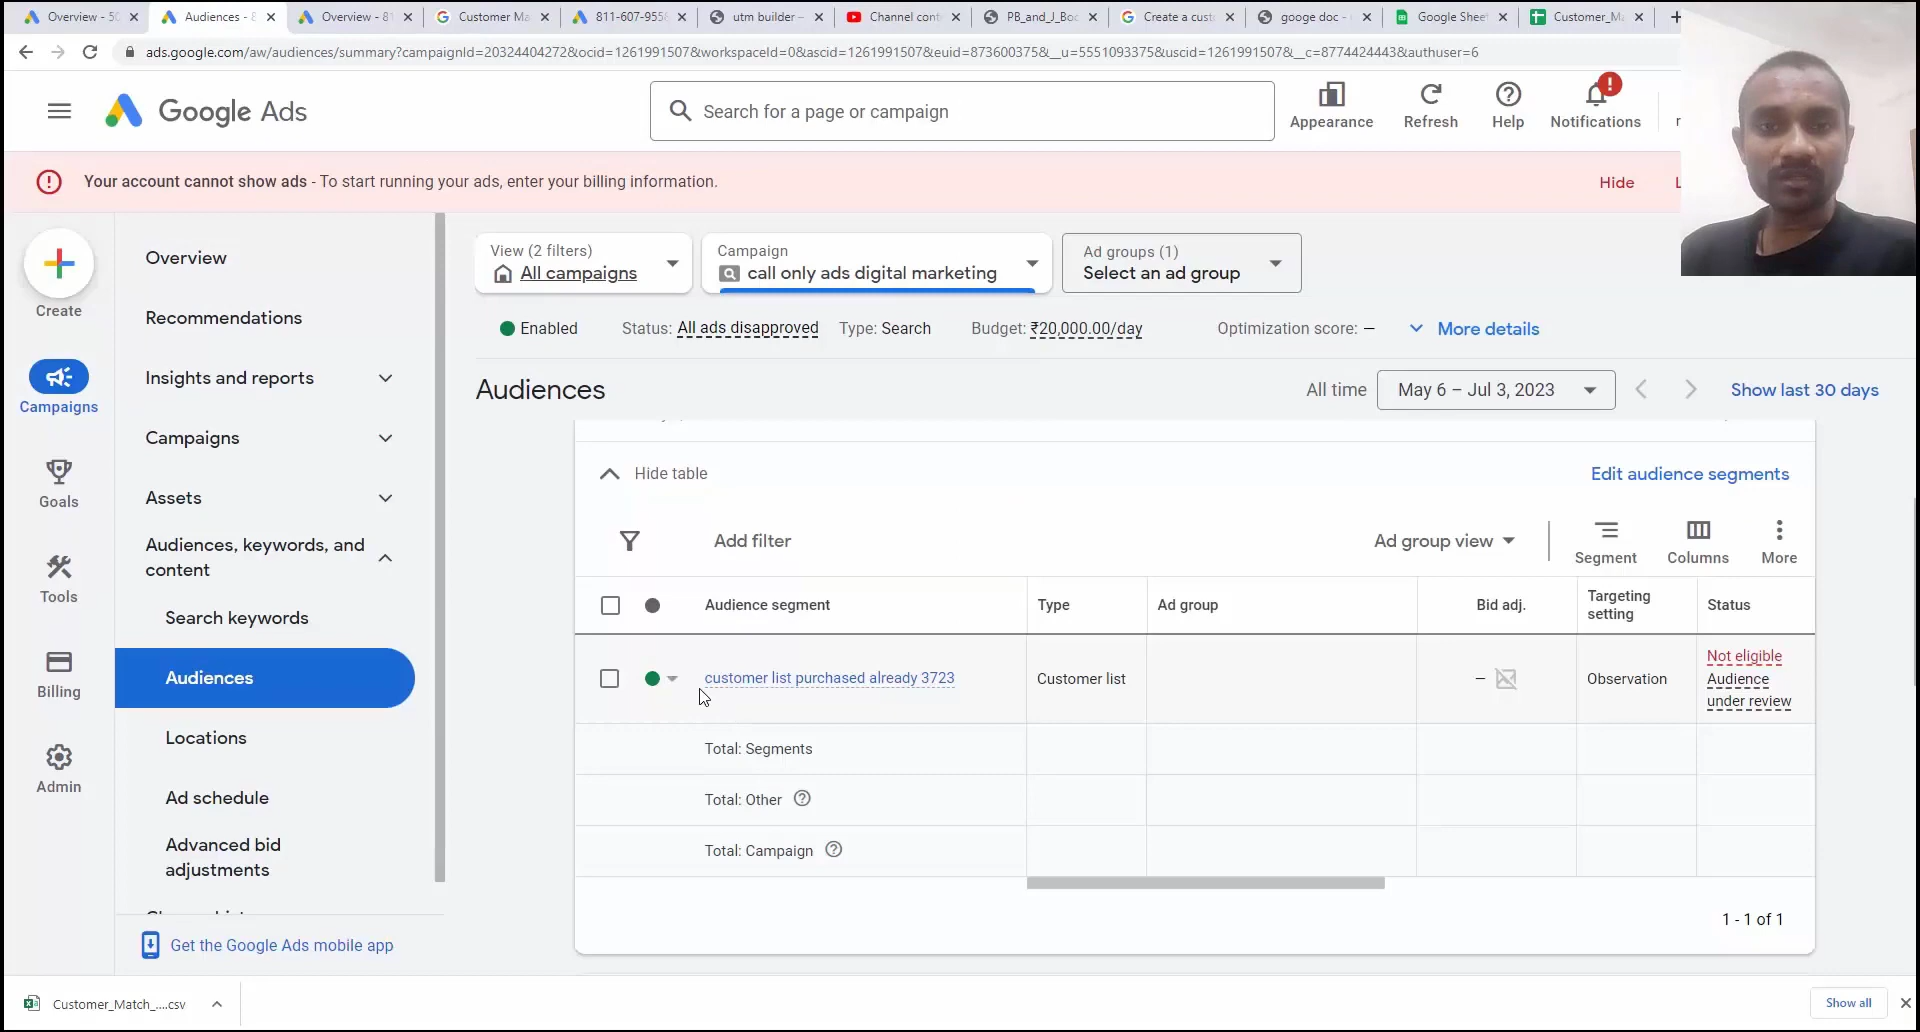 Overview - 50
Audiences - 8
Overview - 81
Customer Ma
811-607-9558
utm builder –
Channel cont
PB_and_J_Boo
Create a cust
googe doc -
Google Sheet
Customer_Ma
ads.google.com/aw/audiences/summary?campaignId=20324404272&ocid=1261991507&workspaceId=0&ascid=1261991507&euid=873600375&__u=5551093375&uscid=1261991507&__c=8774424443&authuser=6
Google Ads
Search for a page or campaign
Appearance
Refresh
Help
Notifications
Your account cannot show ads - To start running your ads, enter your billing information.
Hide
Create
Campaigns
Goals
Tools
Billing
Admin
Overview
Recommendations
Insights and reports
Campaigns
Assets
Audiences, keywords, and
content
Search keywords
Audiences
Locations
Ad schedule
Advanced bid
adjustments
Get the Google Ads mobile app
View (2 filters)
All campaigns
Campaign
call only ads digital marketing
Ad groups (1)
Select an ad group
Enabled
Status: All ads disapproved
Type: Search
Budget: ₹20,000.00/day
Optimization score: –
More details
Audiences
All time
May 6 – Jul 3, 2023
Show last 30 days
Hide table
Edit audience segments
Add filter
Ad group view
Segment
Columns
More
Audience segment
Type
Ad group
Bid adj.
Targeting
setting
Status
customer list purchased already 3723
Customer list
–
Observation
Not eligible
Audience
under review
Total: Segments
Total: Other
Total: Campaign
1 - 1 of 1
Customer_Match_....csv
Show all